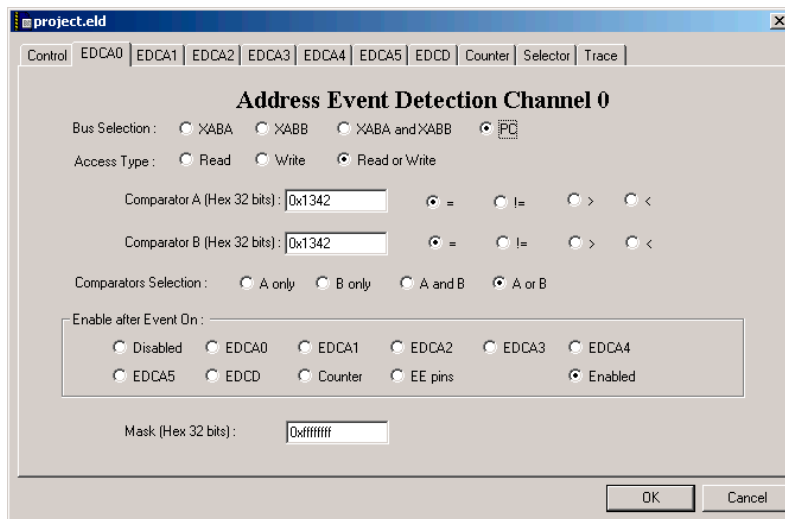 project.eld
Control EDCA0 EDCA1 EDCA2 EDCA3 EDCA4 EDCA5 EDCD Counter Selector Trace
Address Event Detection Channel 0
Bus Selection : XABA XABB XABA and XABB PC
Access Type : Read Write Read or Write
Comparator A (Hex 32 bits) : 0x1342 = != > <
Comparator B (Hex 32 bits) : 0x1342 = != > <
Comparators Selection : A only B only A and B A or B
Enable after Event On :
Disabled EDCA0 EDCA1 EDCA2 EDCA3 EDCA4
EDCA5 EDCD Counter EE pins Enabled
Mask (Hex 32 bits) : 0xffffffff
OK Cancel